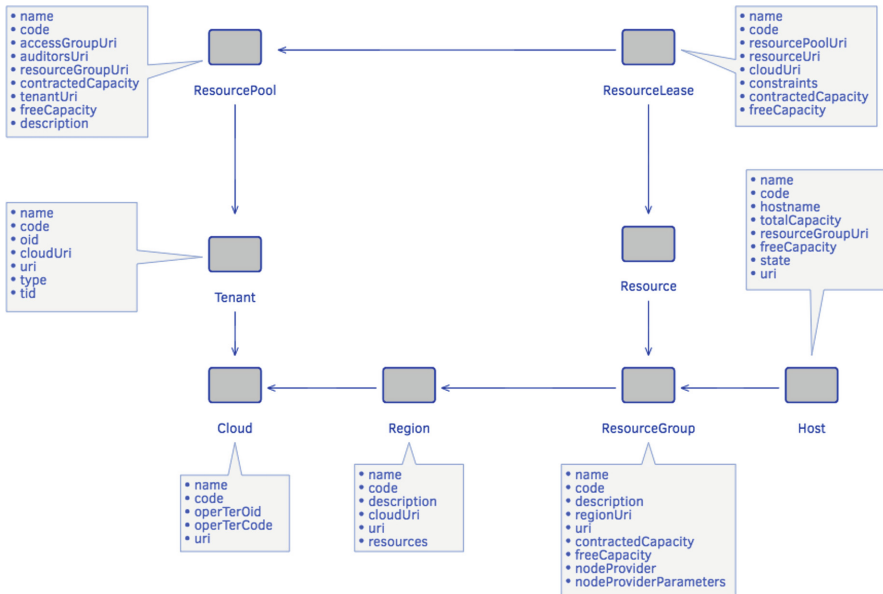 • name
• code
• accessGroupUri
• auditorsUri
• resourceGroupUri
• contractedCapacity
• tenantUri
• freeCapacity
• description
ResourcePool
ResourceLease
• name
• code
• resourcePoolUri
• resourceUri
• cloudUri
• constraints
• contractedCapacity
• freeCapacity
• name
• code
• oid
• cloudUri
• uri
• type
• tid
Tenant
Resource
• name
• code
• hostname
• totalCapacity
• resourceGroupUri
• freeCapacity
• state
• uri
Cloud
Region
ResourceGroup
Host
• name
• code
• operTerOid
• operTerCode
• uri
• name
• code
• description
• cloudUri
• uri
• resources
• name
• code
• description
• regionUri
• uri
• contractedCapacity
• freeCapacity
• nodeProvider
• nodeProviderParameters